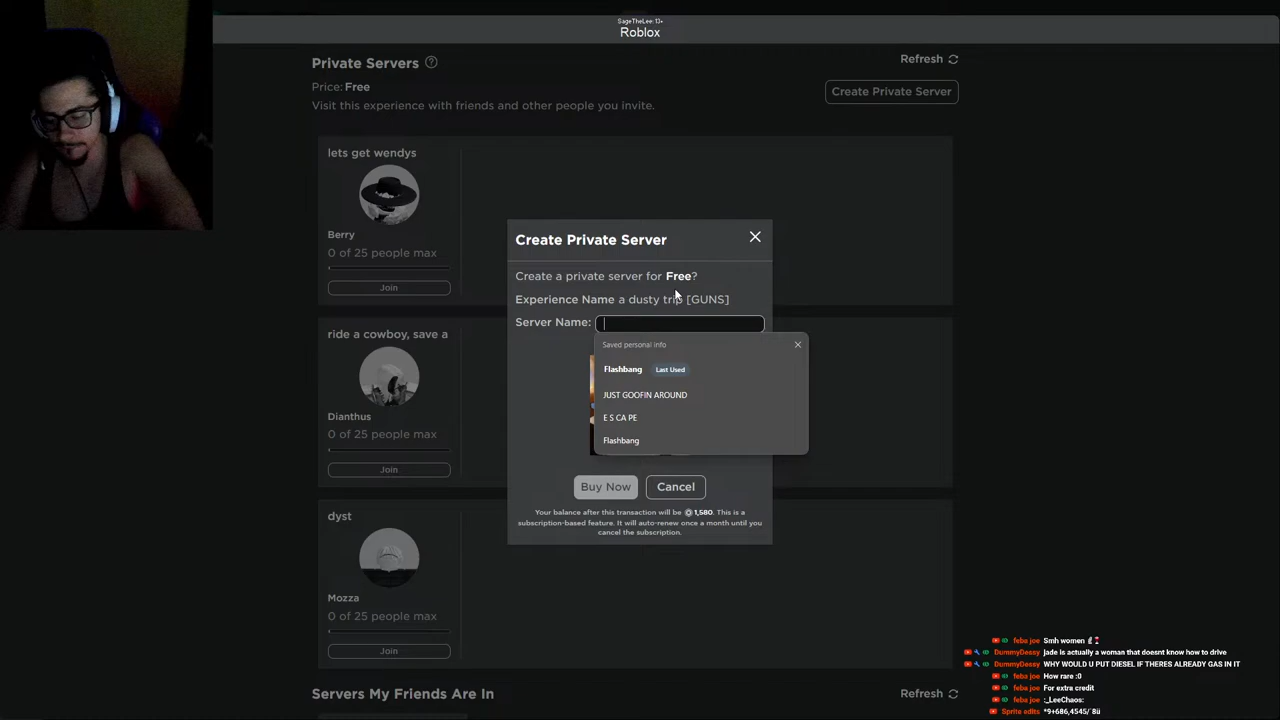 SageTheLee: 13+
Roblox
Private Servers
Refresh
Price: Free
Create Private Server
Visit this experience with friends and other people you invite.
lets get wendys
Berry
0 of 25 people max
Join
ride a cowboy, save a
Dianthus
0 of 25 people max
Join
dyst
Mozza
0 of 25 people max
Join
Create Private Server
Create a private server for Free?
Experience Name a dusty trip [GUNS]
Server Name:
Saved personal info
Flashbang Last Used
JUST GOOFIN AROUND
E S CA PE
Flashbang
Buy Now
Cancel
Your balance after this transaction will be 1,580. This is a
subscription-based feature. It will auto-renew once a month until you
cancel the subscription.
Servers My Friends Are In
Refresh
feba joe Smh women
DummyDessy jade is actually a woman that doesnt know how to drive
DummyDessy WHY WOULD U PUT DIESEL IF THERES ALREADY GAS IN IT
feba joe How rare :0
feba joe For extra credit
feba joe :_LeeChaos:
Sprite edits